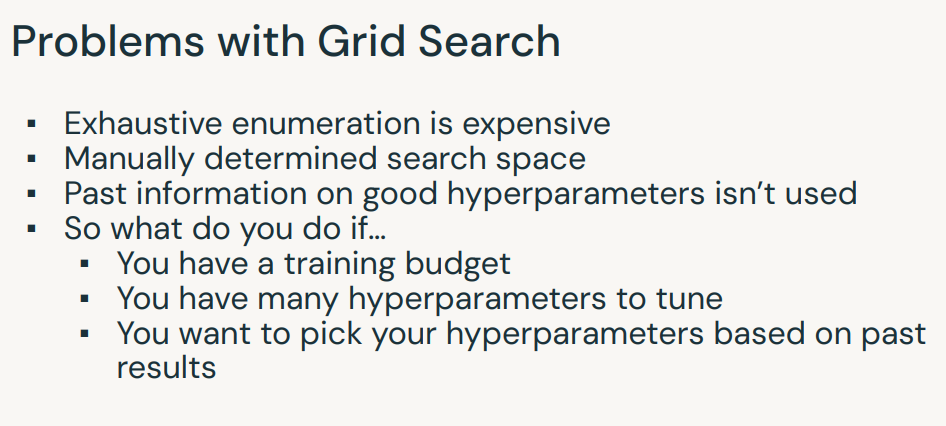 Problems with Grid Search
▪ Exhaustive enumeration is expensive
▪ Manually determined search space
▪ Past information on good hyperparameters isn’t used
▪ So what do you do if…
▪ You have a training budget
▪ You have many hyperparameters to tune
▪ You want to pick your hyperparameters based on past
results